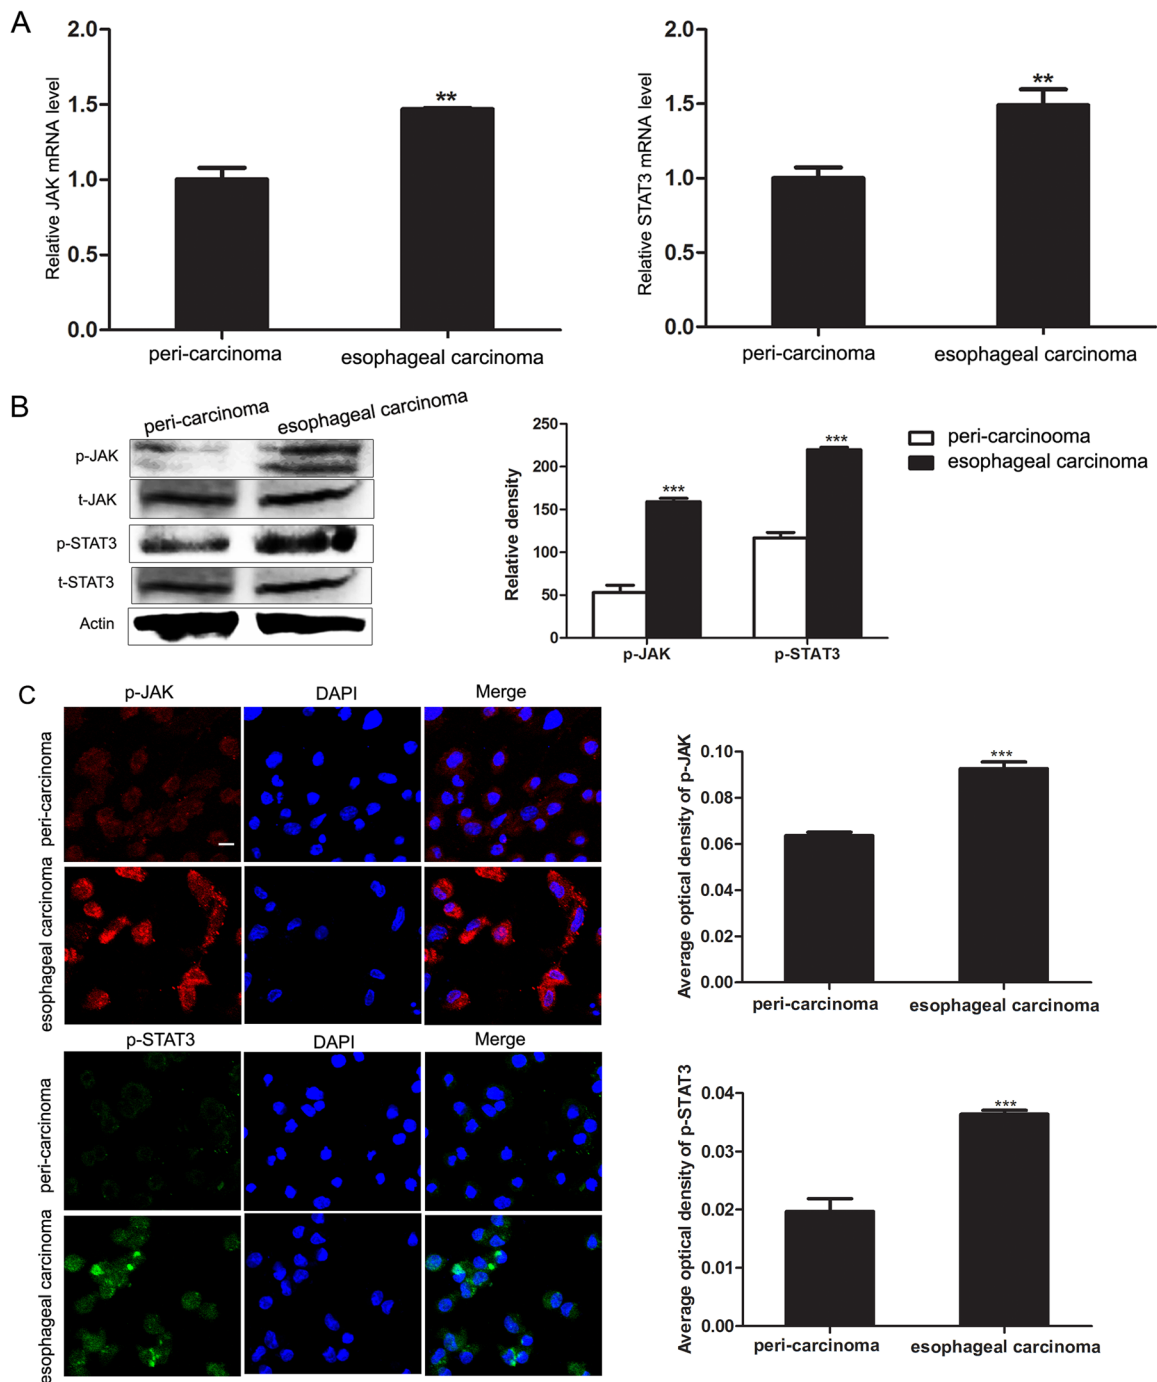 A
2.0
1.5
1.0
0.5
0.0
Relative JAK mRNA level
**
peri-carcinoma
esophageal carcinoma
2.0
1.5
1.0
0.5
0.0
Relative STAT3 mRNA level
**
peri-carcinoma
esophageal carcinoma
B
peri-carcinoma
esophageal carcinoma
p-JAK
t-JAK
p-STAT3
t-STAT3
Actin
250
200
150
100
50
0
Relative density
***
***
p-JAK
p-STAT3
peri-carcinooma
esophageal carcinoma
C
p-JAK
DAPI
Merge
peri-carcinoma
esophageal carcinoma
p-STAT3
DAPI
Merge
peri-carcinoma
esophageal carcinoma
0.10
0.08
0.06
0.04
0.02
0.00
Average optical density of p-JAK
***
peri-carcinoma
esophageal carcinoma
0.04
0.03
0.02
0.01
0.00
Average optical density of p-STAT3
***
peri-carcinoma
esophageal carcinoma